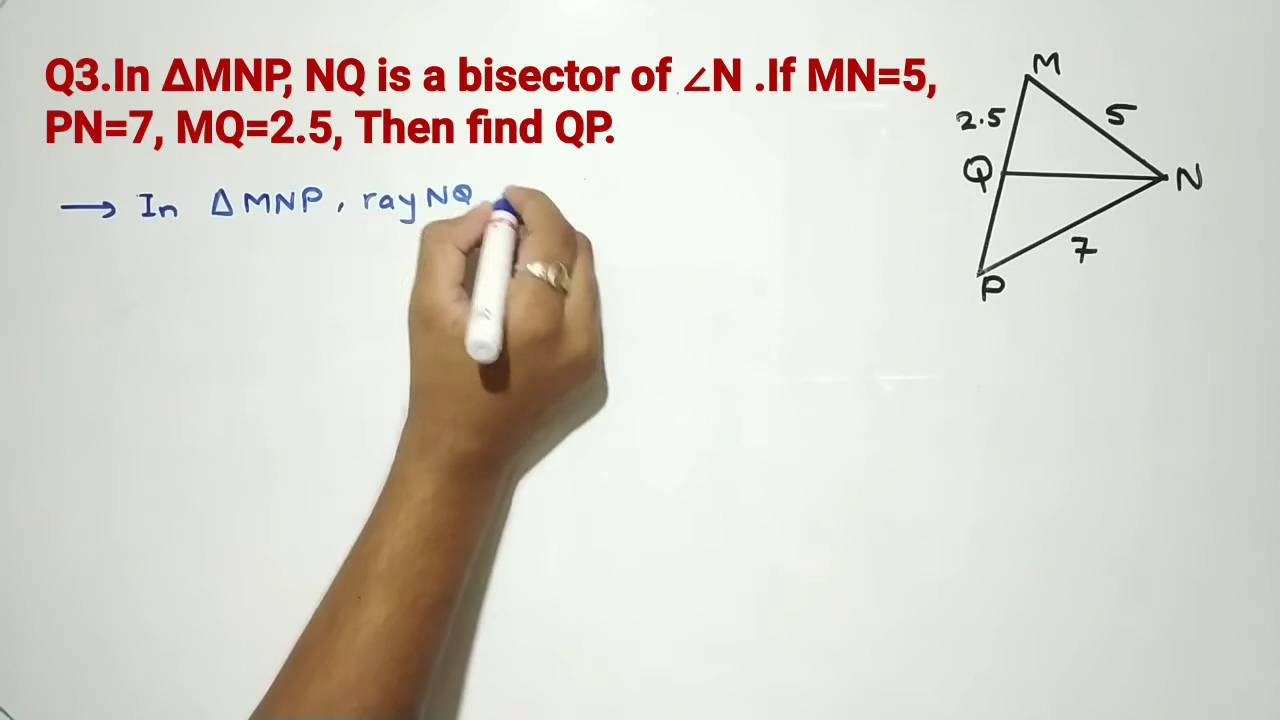 Q3.In ΔMNP, NQ is a bisector of ∠N .If MN=5,
PN=7, MQ=2.5, Then find QP.
→ In ΔMNP, ray NQ
M
2.5
5
Q
N
7
P